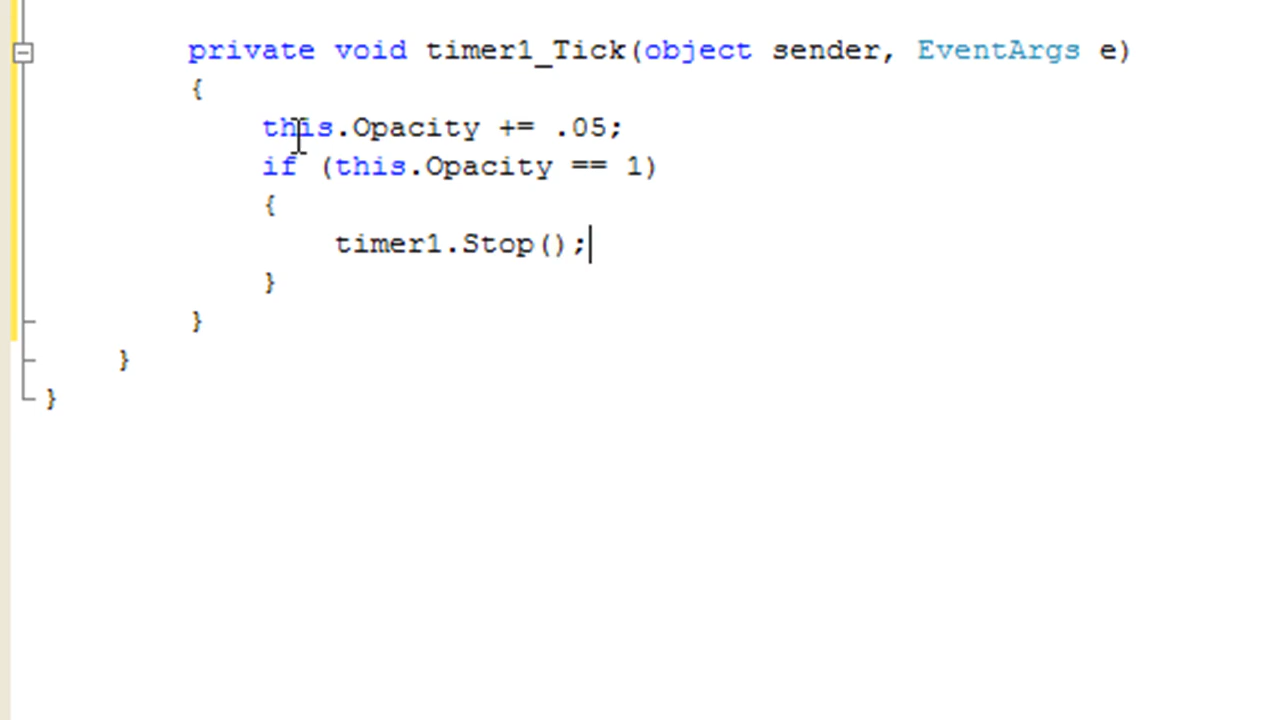 private void timer1_Tick(object sender, EventArgs e)
{
this.Opacity += .05;
if (this.Opacity == 1)
{
timer1.Stop();
}
}
}
}